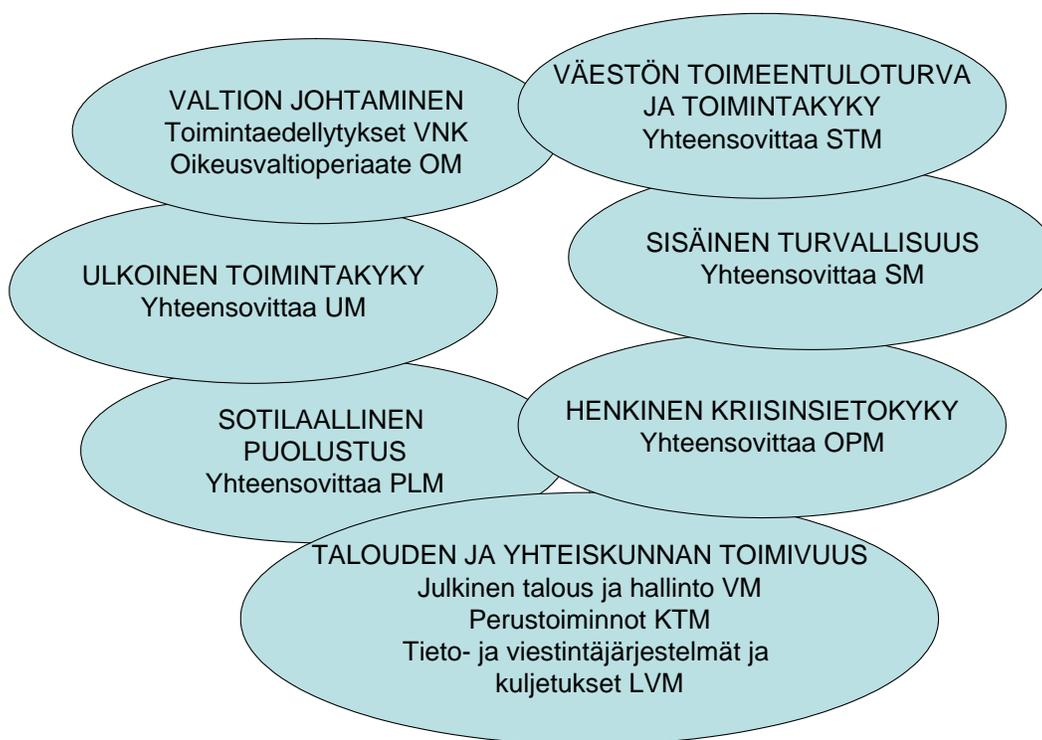 VALTION JOHTAMINEN
Toimintaedellytykset VNK
Oikeusvaltioperiaate OM
VÄESTÖN TOIMEENTULOTURVA
JA TOIMINTAKYKY
Yhteensovittaa STM
ULKOINEN TOIMINTAKYKY
Yhteensovittaa UM
SISÄINEN TURVALLISUUS
Yhteensovittaa SM
SOTILAALLINEN
PUOLUSTUS
Yhteensovittaa PLM
HENKINEN KRIISINSIETOKYKY
Yhteensovittaa OPM
TALOUDEN JA YHTEISKUNNAN TOIMIVUUS
Julkinen talous ja hallinto VM
Perustoiminnot KTM
Tieto- ja viestintäjärjestelmät ja
kuljetukset LVM